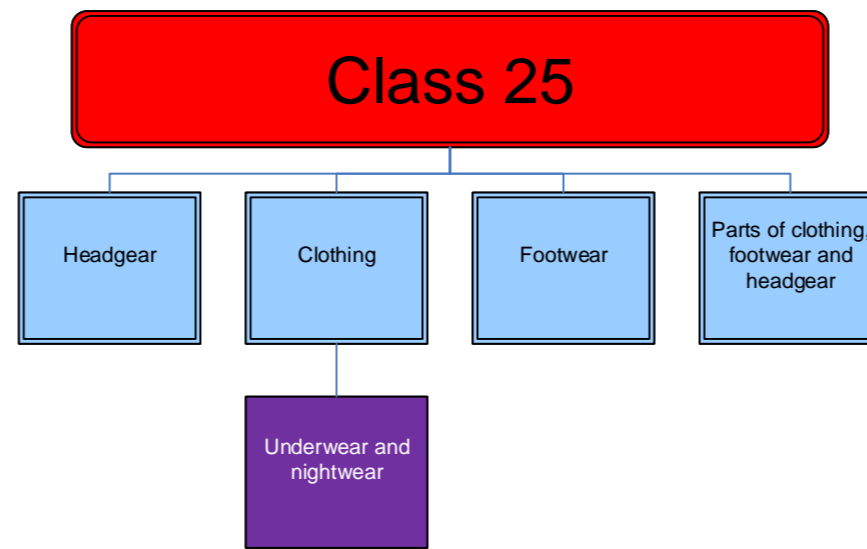 Class 25
Headgear
Clothing
Footwear
Parts of clothing,
footwear and
headgear
Underwear and
nightwear